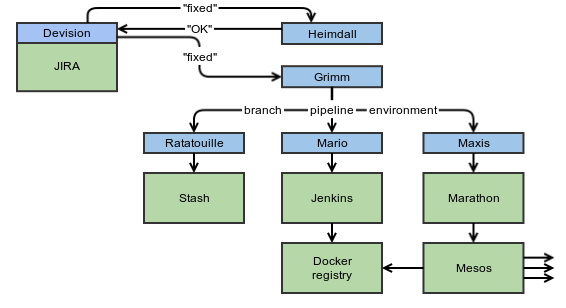 "fixed"
Devision
"OK"
Heimdall
JIRA
"fixed"
Grimm
branch
pipeline
environment
Ratatouille
Mario
Maxis
Stash
Jenkins
Marathon
Docker
registry
Mesos